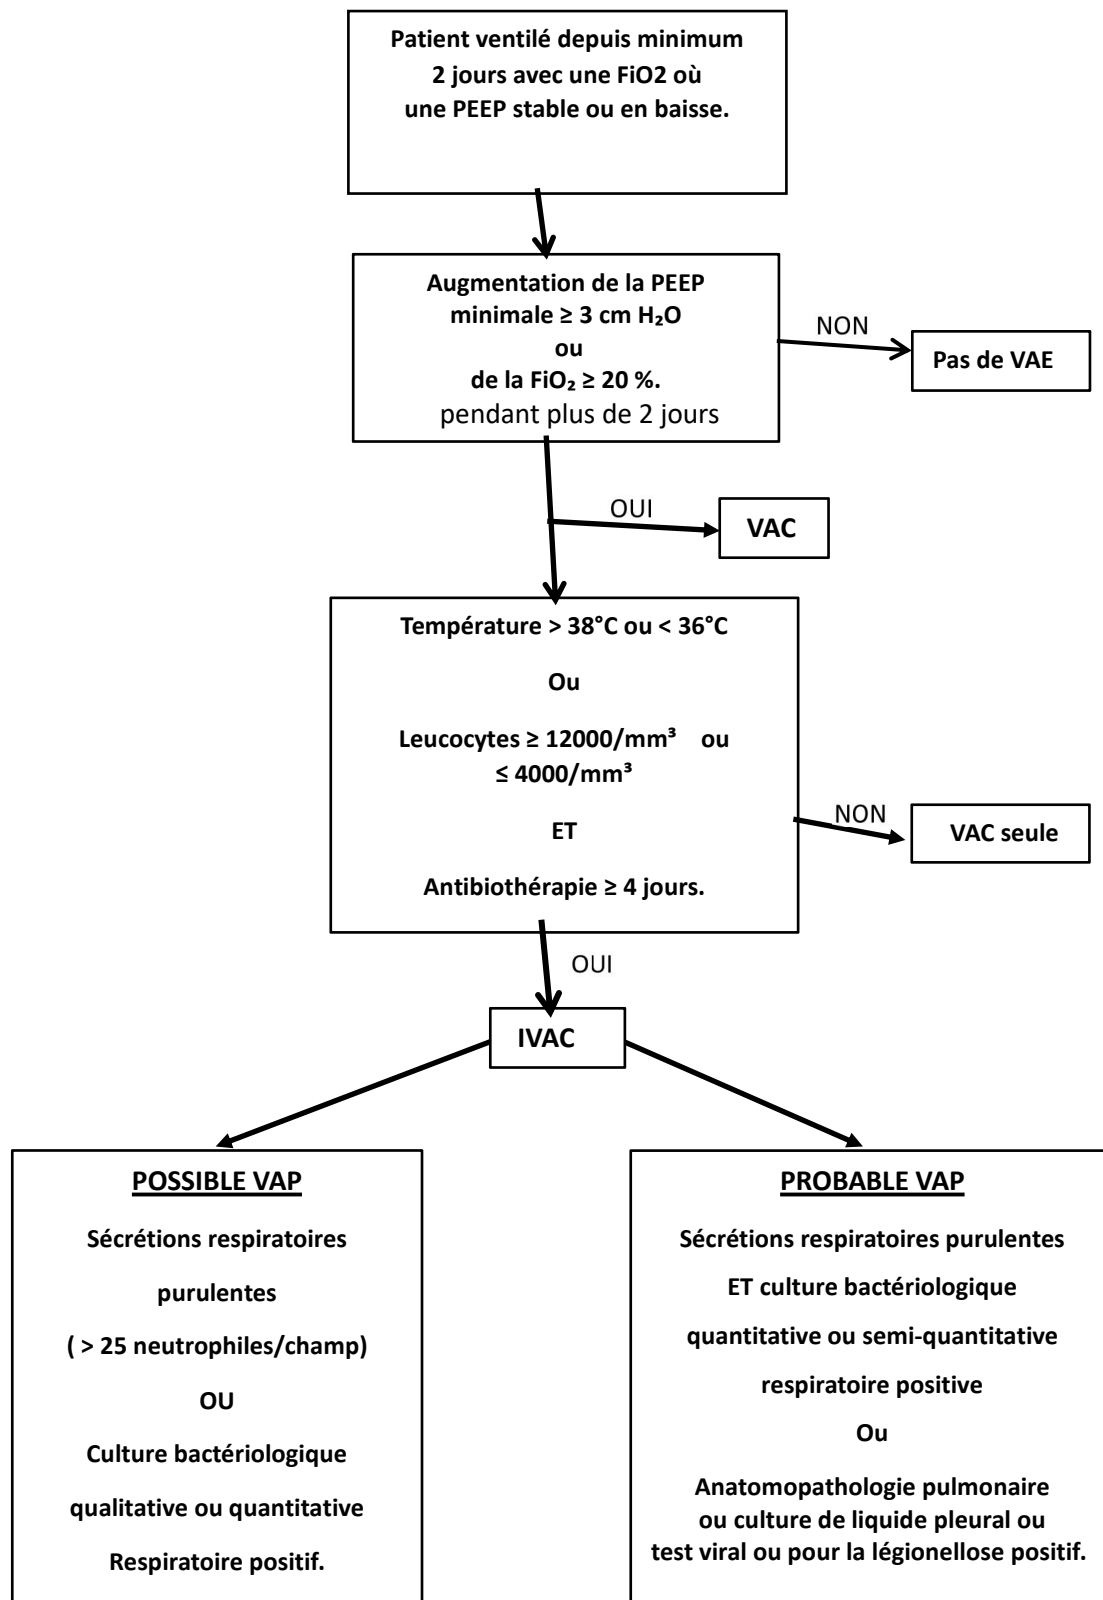 Patient ventilé depuis minimum
2 jours avec une FiO2 où
une PEEP stable ou en baisse.
Augmentation de la PEEP
minimale ≥ 3 cm H₂O
ou
de la FiO₂ ≥ 20 %.
pendant plus de 2 jours
NON
Pas de VAE
OUI
VAC
Température > 38°C ou < 36°C
Ou
Leucocytes ≥ 12000/mm³ ou
≤ 4000/mm³
ET
Antibiothérapie ≥ 4 jours.
NON
VAC seule
OUI
IVAC
POSSIBLE VAP
Sécrétions respiratoires
purulentes
( > 25 neutrophiles/champ)
OU
Culture bactériologique
qualitative ou quantitative
Respiratoire positif.
PROBABLE VAP
Sécrétions respiratoires purulentes
ET culture bactériologique
quantitative ou semi-quantitative
respiratoire positive
Ou
Anatomopathologie pulmonaire
ou culture de liquide pleural ou
test viral ou pour la légionellose positif.